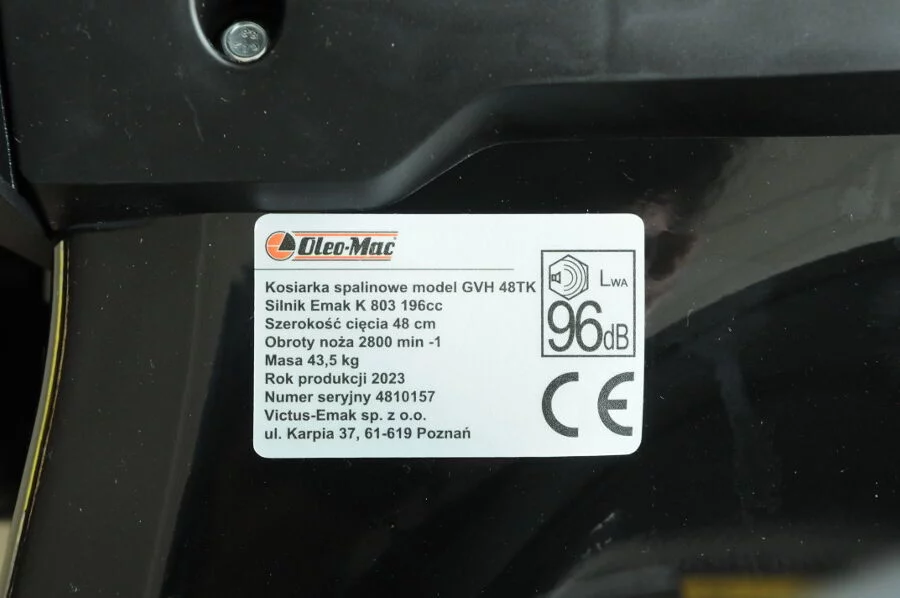 Oleo-Mac
Kosiarka spalinowe model GVH 48TK
Silnik Emak K 803 196cc
Szerokość cięcia 48 cm
Obroty noża 2800 min -1
Masa 43,5 kg
Rok produkcji 2023
Numer seryjny 4810157
Victus-Emak sp. z o.o.
ul. Karpia 37, 61-619 Poznań
LWA
96dB
CE